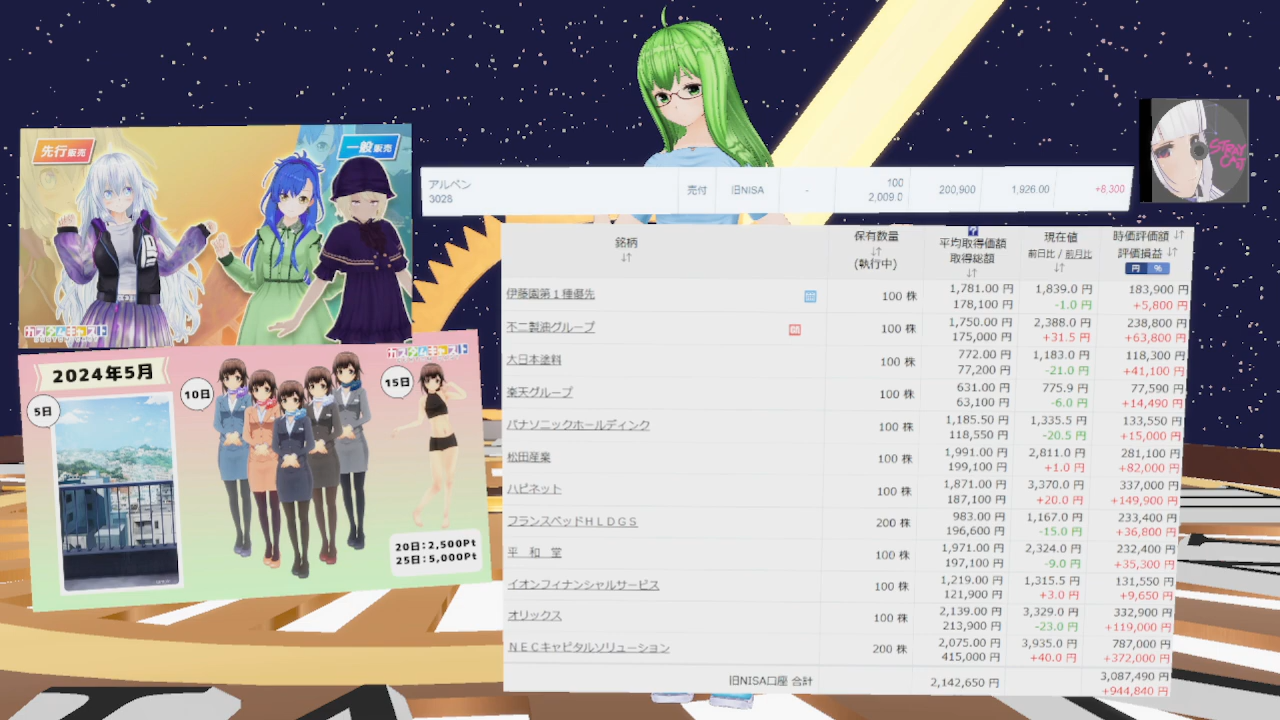 先行販売
一般販売
カスタムキャスト
カスタムキャスト
2024年5月
5日
10日
15日
20日:2,500Pt
25日:5,000Pt
STRAY CAT
アルペン
3028
売付
旧NISA
-
100
2,009.0
200,900
1,926.00
+8,300
銘柄
保有数量
(執行中)
平均取得価額
取得総額
現在値
前日比 / 前月比
時価評価額
評価損益
円 %
伊藤園第１種優先 100 株 1,781.00 円 1,839.0 円 183,900 円
178,100 円 -1.0 円 +5,800 円
不二製油グループ 100 株 1,750.00 円 2,388.0 円 238,800 円
175,000 円 +31.5 円 +63,800 円
大日本塗料 100 株 772.00 円 1,183.0 円 118,300 円
77,200 円 -21.0 円 +41,100 円
楽天グループ 100 株 631.00 円 775.9 円 77,590 円
63,100 円 -6.0 円 +14,490 円
パナソニックホールディンク 100 株 1,185.50 円 1,335.5 円 133,550 円
118,550 円 -20.5 円 +15,000 円
松田産業 100 株 1,991.00 円 2,811.0 円 281,100 円
199,100 円 +1.0 円 +82,000 円
ハピネット 100 株 1,871.00 円 3,370.0 円 337,000 円
187,100 円 +20.0 円 +149,900 円
フランスベッドＨＬＤＧＳ 200 株 983.00 円 1,167.0 円 233,400 円
196,600 円 -15.0 円 +36,800 円
平　和　堂 100 株 1,971.00 円 2,324.0 円 232,400 円
197,100 円 -9.0 円 +35,300 円
イオンフィナンシャルサービス 100 株 1,219.00 円 1,315.5 円 131,550 円
121,900 円 +3.0 円 +9,650 円
オリックス 100 株 2,139.00 円 3,329.0 円 332,900 円
213,900 円 -23.0 円 +119,000 円
ＮＥＣキャピタルソリューション 200 株 2,075.00 円 3,935.0 円 787,000 円
415,000 円 +40.0 円 +372,000 円
旧NISA口座 合計 2,142,650 円 3,087,490 円
+944,840 円